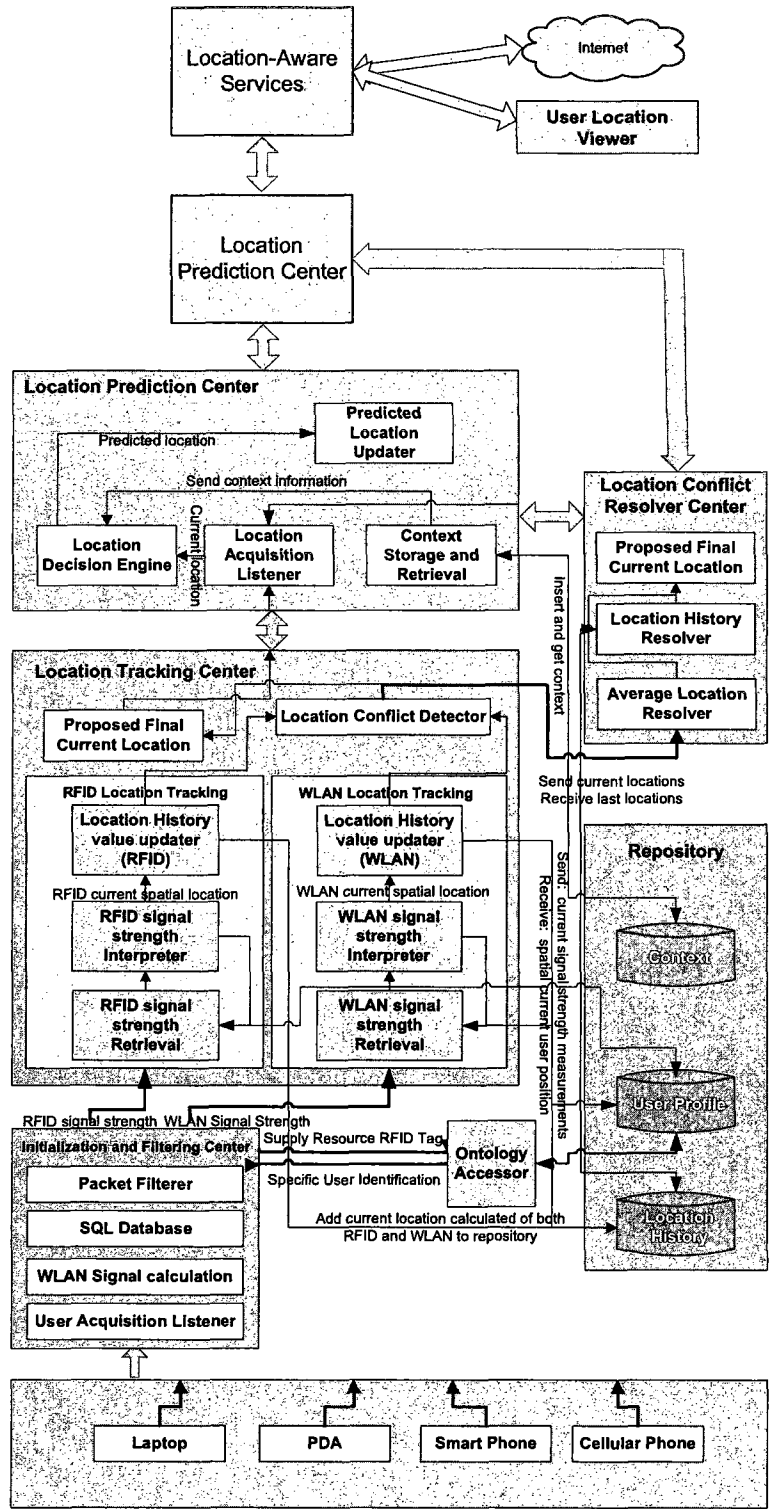 Location-Aware
Services
Internet
User Location
Viewer
Location
Prediction Center
Location Prediction Center
Predicted
Location
Updater
Predicted location
Send context information
Location
Decision Engine
Current location
Location
Acquisition
Listener
Context
Storage and
Retrieval
Location Conflict
Resolver Center
Proposed Final
Current Location
Location History
Resolver
Average Location
Resolver
Insert and get context
Location Tracking Center
Proposed Final
Current Location
Location Conflict Detector
Send current locations
Receive last locations
RFID Location Tracking
Location History
value updater
(RFID)
RFID current spatial location
RFID signal
strength
Interpreter
RFID signal
strength
Retrieval
WLAN Location Tracking
Location History
value updater
(WLAN)
WLAN current spatial location
WLAN signal
strength
Interpreter
WLAN signal
strength
Retrieval
Send: current signal strength measurements
Receive: spatial current user position
Repository
Context
User Profile
Location
History
RFID signal strength
WLAN Signal Strength
Initialization and Filtering Center
Packet Filterer
SQL Database
WLAN Signal calculation
User Acquisition Listener
Supply Resource RFID Tag
Specific User Identification
Ontology
Accessor
Add current location calculated of both
RFID and WLAN to repository
Laptop
PDA
Smart Phone
Cellular Phone